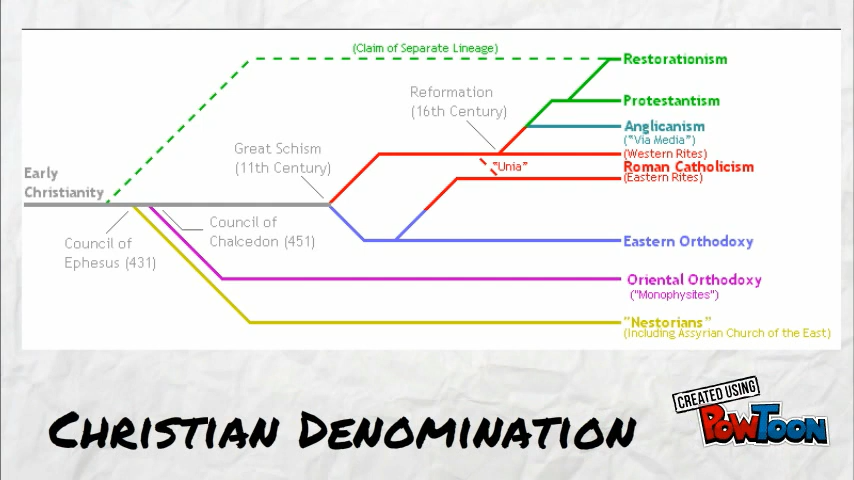 (Claim of Separate Lineage)
Restorationism
Reformation
(16th Century)
Protestantism
Anglicanism
("Via Media")
Great Schism
(11th Century)
(Western Rites)
"Unia"
Roman Catholicism
(Eastern Rites)
Early
Christianity
Council of
Chalcedon (451)
Council of
Ephesus (431)
Eastern Orthodoxy
Oriental Orthodoxy
("Monophysites")
"Nestorians"
(Including Assyrian Church of the East)
CHRISTIAN DENOMINATION
CREATED USING
POWTOON